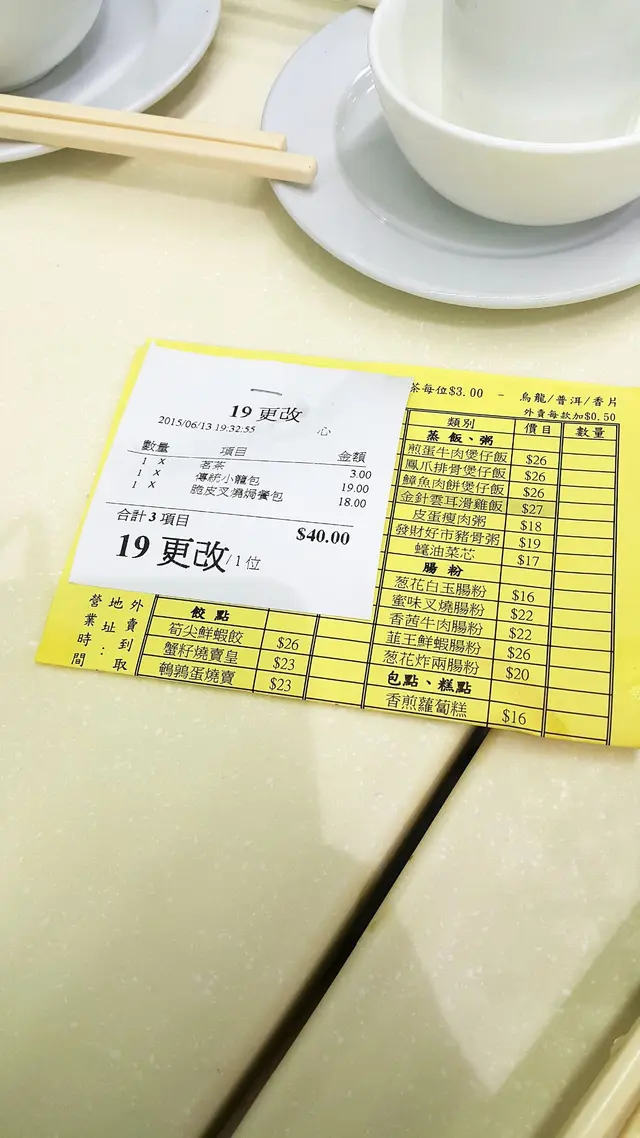 19 更改
2015/06/13 19:32:55 心
數量 項目 金額
1 X 茗茶 3.00
1 X 傳統小籠包 19.00
1 X 脆皮叉燒焗餐包 18.00
合計 3 項目 $40.00
19 更改/1 位
茶每位$3.00 - 烏龍/普洱/香片
外賣每款加$0.50
類別 價目 數量
蒸飯、粥
煎蛋牛肉煲仔飯 $26
鳳爪排骨煲仔飯 $26
鱆魚肉餅煲仔飯 $26
金針雲耳滑雞飯 $27
皮蛋瘦肉粥 $18
發財好市豬骨粥 $19
蠔油菜芯 $17
腸粉
葱花白玉腸粉 $16
蜜味叉燒腸粉 $22
香茜牛肉腸粉 $22
韮王鮮蝦腸粉 $26
葱花炸兩腸粉 $20
包點、糕點
香煎蘿蔔糕 $16
餃點
筍尖鮮蝦餃 $26
蟹籽燒賣皇 $23
鵪鶉蛋燒賣 $23
外賣到取
地址:
營業時間